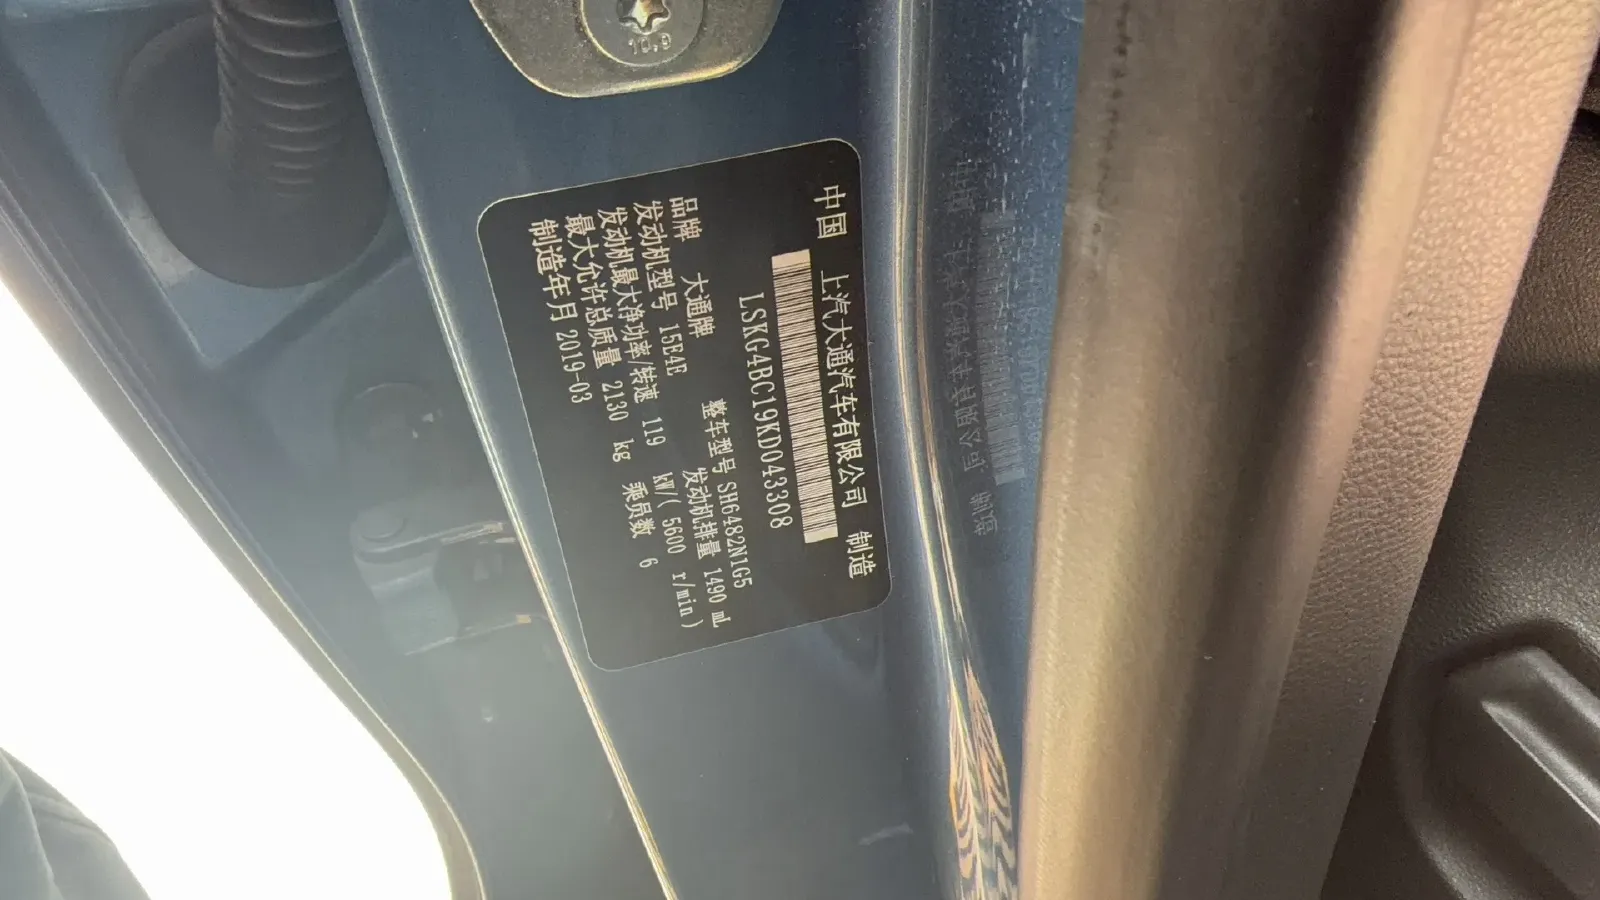 10.9
中国 上汽大通汽车有限公司 制造
LSKG4BC19KD043308
品牌 大通牌 整车型号 SH6482N1G5
发动机型号 15E4E 发动机排量 1490 mL
发动机最大净功率/转速 119 kW/( 5600 r/min)
最大允许总质量 2130 kg 乘员数 6
制造年月 2019-03